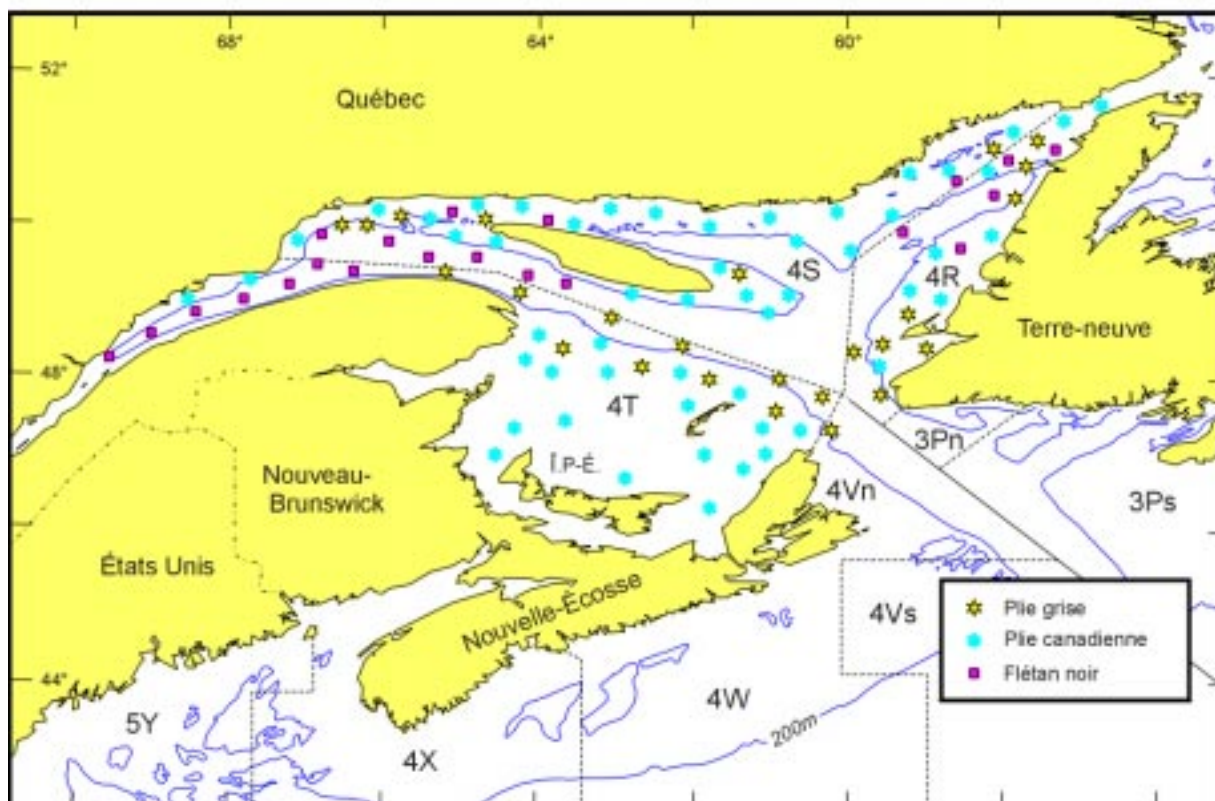 68° 64° 60°
52°
Québec
4S
4R
Terre-neuve
48°
4T
3Pn
Î.P-É.
4Vn
Nouveau-
Brunswick
3Ps
États Unis
Nouvelle-Écosse
4Vs
Plie grise
Plie canadienne
Flétan noir
44°
4W
5Y
200m
4X